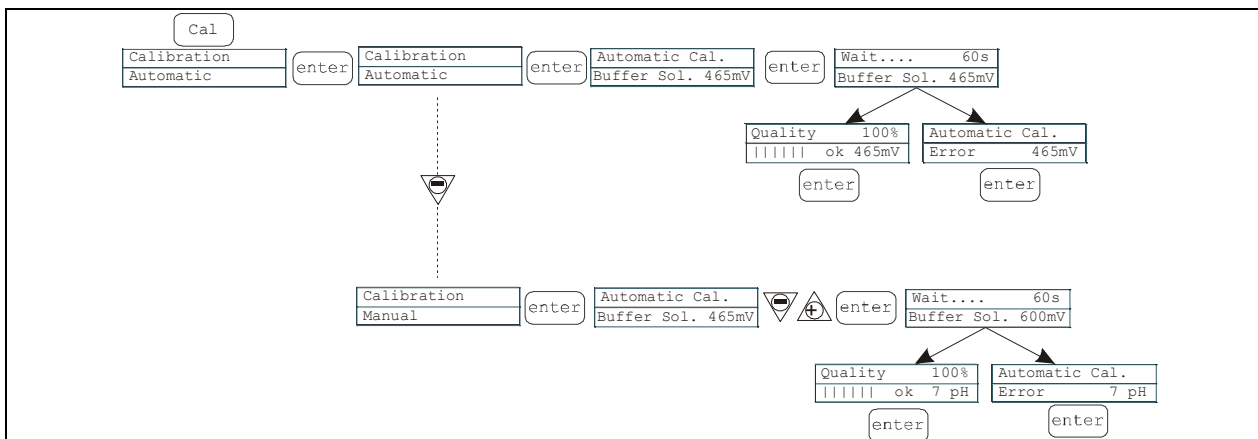 Cal
Calibration
Automatic
enter
Calibration
Automatic
enter
Automatic Cal.
Buffer Sol. 465mV
enter
Wait.... 60s
Buffer Sol. 465mV
Quality 100%
|||||| ok 465mV
enter
Automatic Cal.
Error 465mV
enter
Calibration
Manual
enter
Automatic Cal.
Buffer Sol. 465mV
enter
Wait.... 60s
Buffer Sol. 600mV
Quality 100%
|||||| ok 7 pH
enter
Automatic Cal.
Error 7 pH
enter